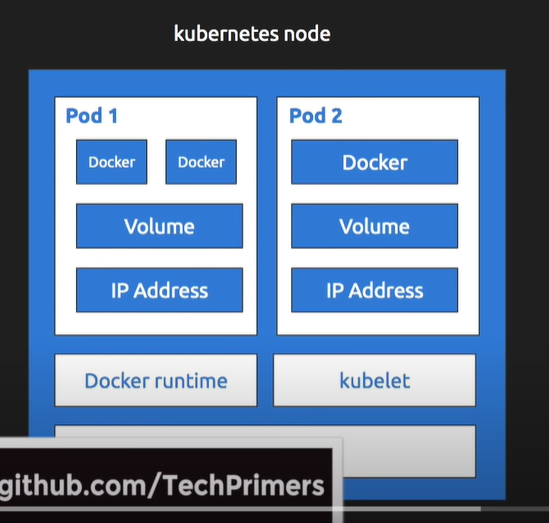 kubernetes node
Pod 1
Docker Docker
Volume
IP Address
Pod 2
Docker
Volume
IP Address
Docker runtime
kubelet
github.com/TechPrimers